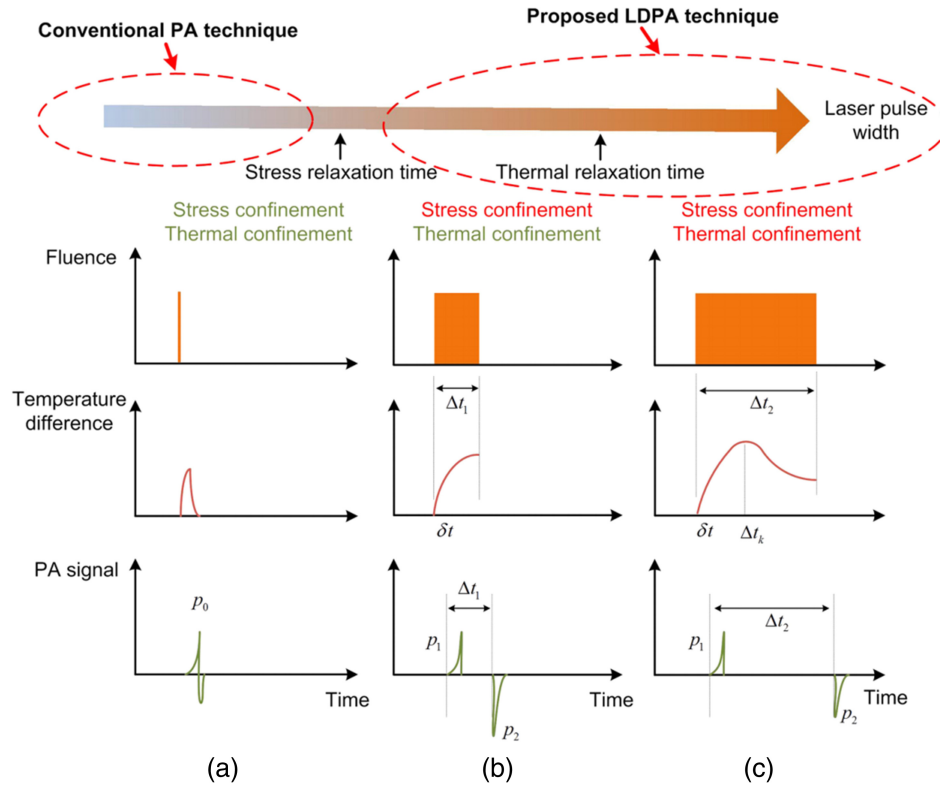 Conventional PA technique
Proposed LDPA technique
Laser pulse
width
Stress relaxation time
Thermal relaxation time
Stress confinement
Thermal confinement
Stress confinement
Thermal confinement
Stress confinement
Thermal confinement
Fluence
Temperature
difference
Δt₁
δt
Δt₂
δt
Δtₖ
PA signal
p₀
Time
Δt₁
p₁
p₂
Time
Δt₂
p₁
p₂
Time
(a)
(b)
(c)